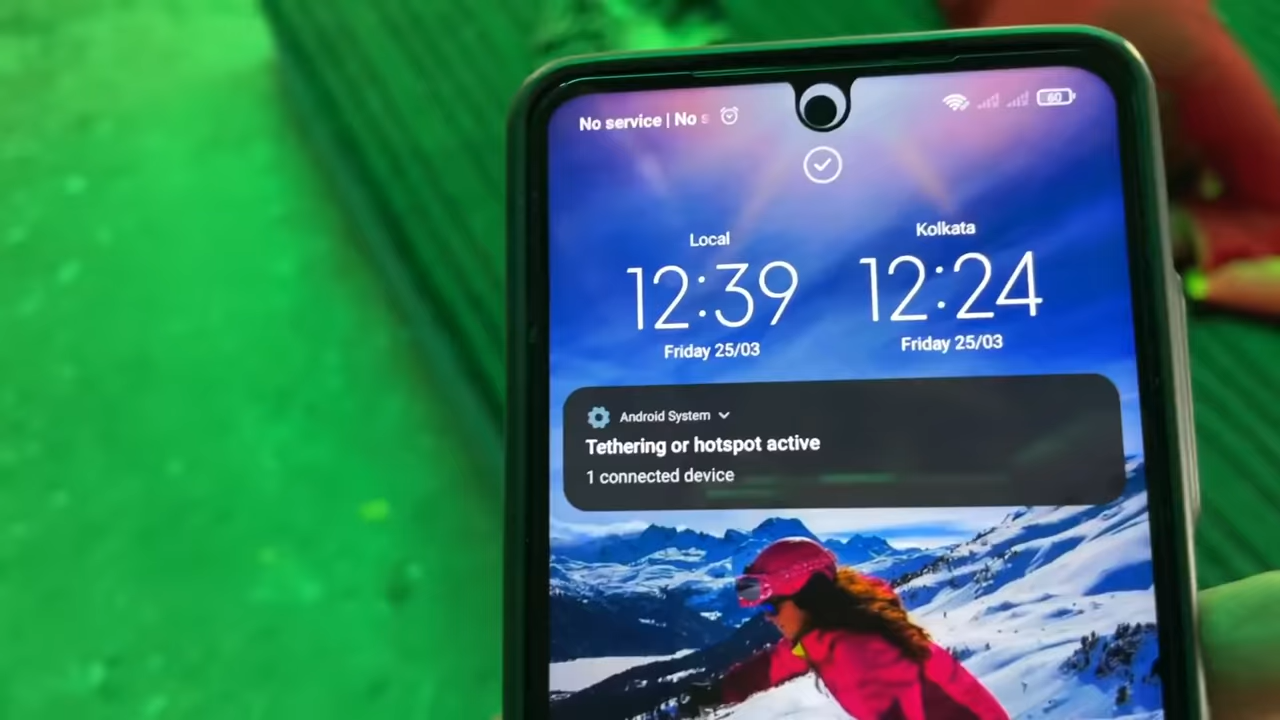 No service | No s
60
Local
12:39
Friday 25/03
Kolkata
12:24
Friday 25/03
Android System
Tethering or hotspot active
1 connected device